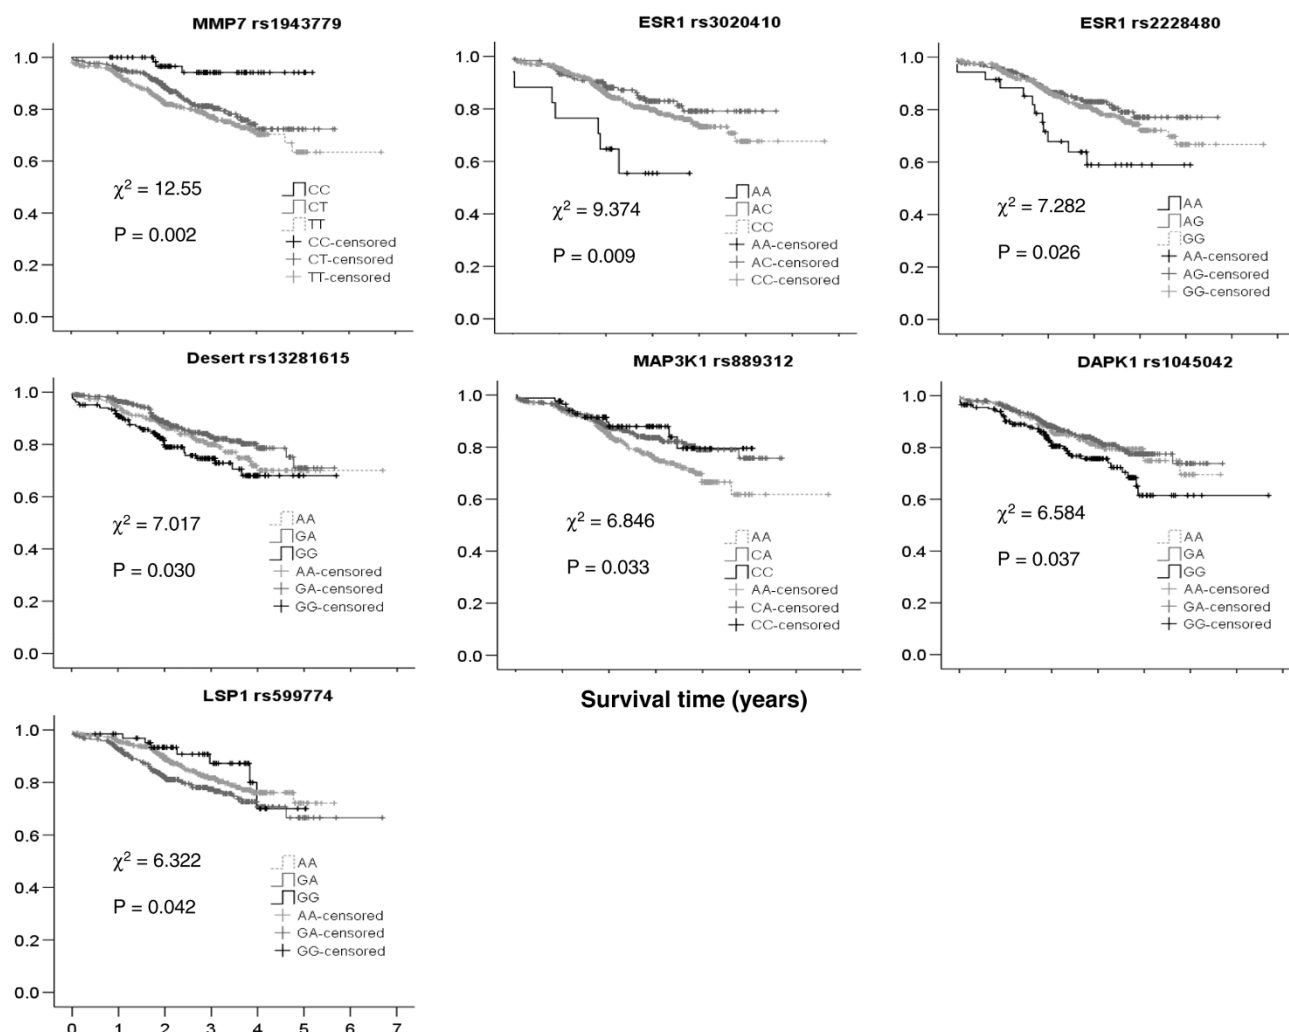 MMP7 rs1943779
1.0
0.8
0.6
0.4
0.2
0.0
χ² = 12.55
P = 0.002
CC
CT
TT
CC-censored
CT-censored
TT-censored
ESR1 rs3020410
1.0
0.8
0.6
0.4
0.2
0.0
χ² = 9.374
P = 0.009
AA
AC
CC
AA-censored
AC-censored
CC-censored
ESR1 rs2228480
1.0
0.8
0.6
0.4
0.2
0.0
χ² = 7.282
P = 0.026
AA
AG
GG
AA-censored
AG-censored
GG-censored
Desert rs13281615
1.0
0.8
0.6
0.4
0.2
0.0
χ² = 7.017
P = 0.030
AA
GA
GG
AA-censored
GA-censored
GG-censored
MAP3K1 rs889312
1.0
0.8
0.6
0.4
0.2
0.0
χ² = 6.846
P = 0.033
AA
CA
CC
AA-censored
CA-censored
CC-censored
DAPK1 rs1045042
1.0
0.8
0.6
0.4
0.2
0.0
χ² = 6.584
P = 0.037
AA
GA
GG
AA-censored
GA-censored
GG-censored
Survival time (years)
LSP1 rs599774
1.0
0.8
0.6
0.4
0.2
0.0
χ² = 6.322
P = 0.042
AA
GA
GG
AA-censored
GA-censored
GG-censored
0 1 2 3 4 5 6 7